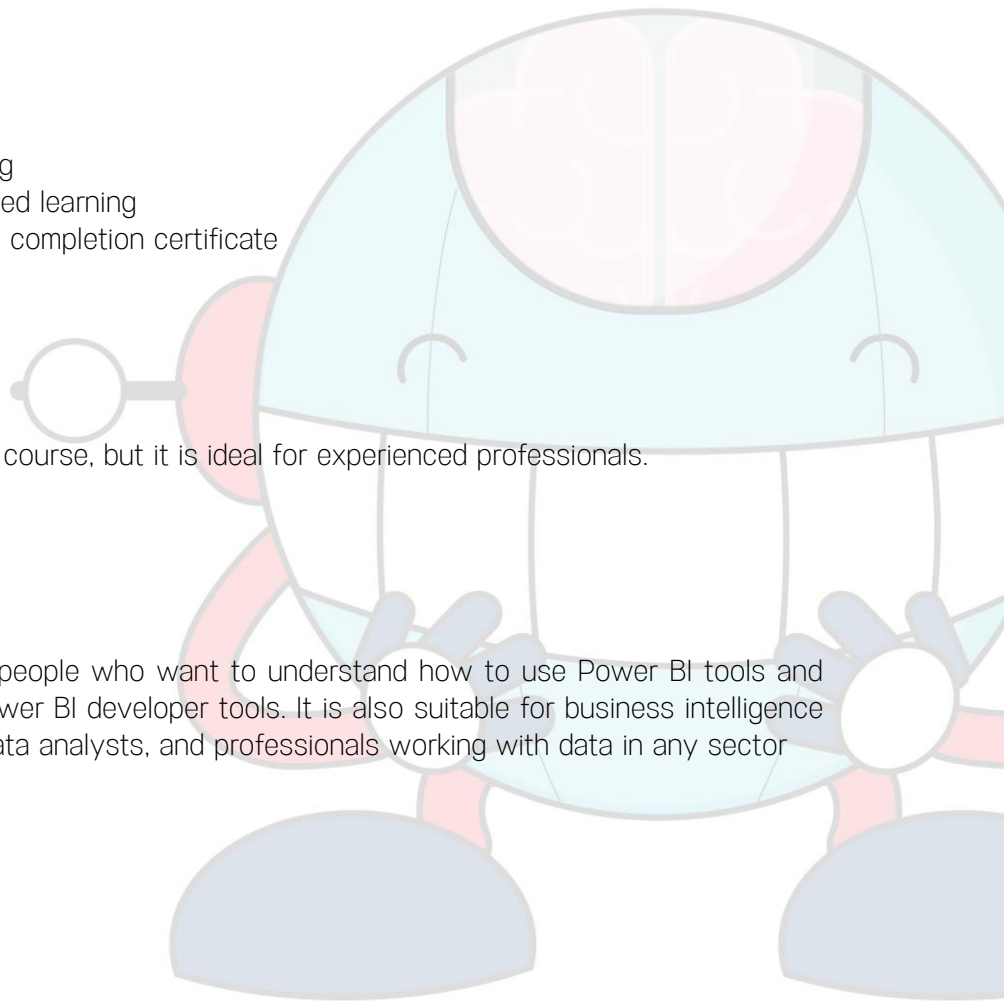 g
ed learning
completion certificate
course, but it is ideal for experienced professionals.
people who want to understand how to use Power BI tools and
wer BI developer tools. It is also suitable for business intelligence
ata analysts, and professionals working with data in any sector